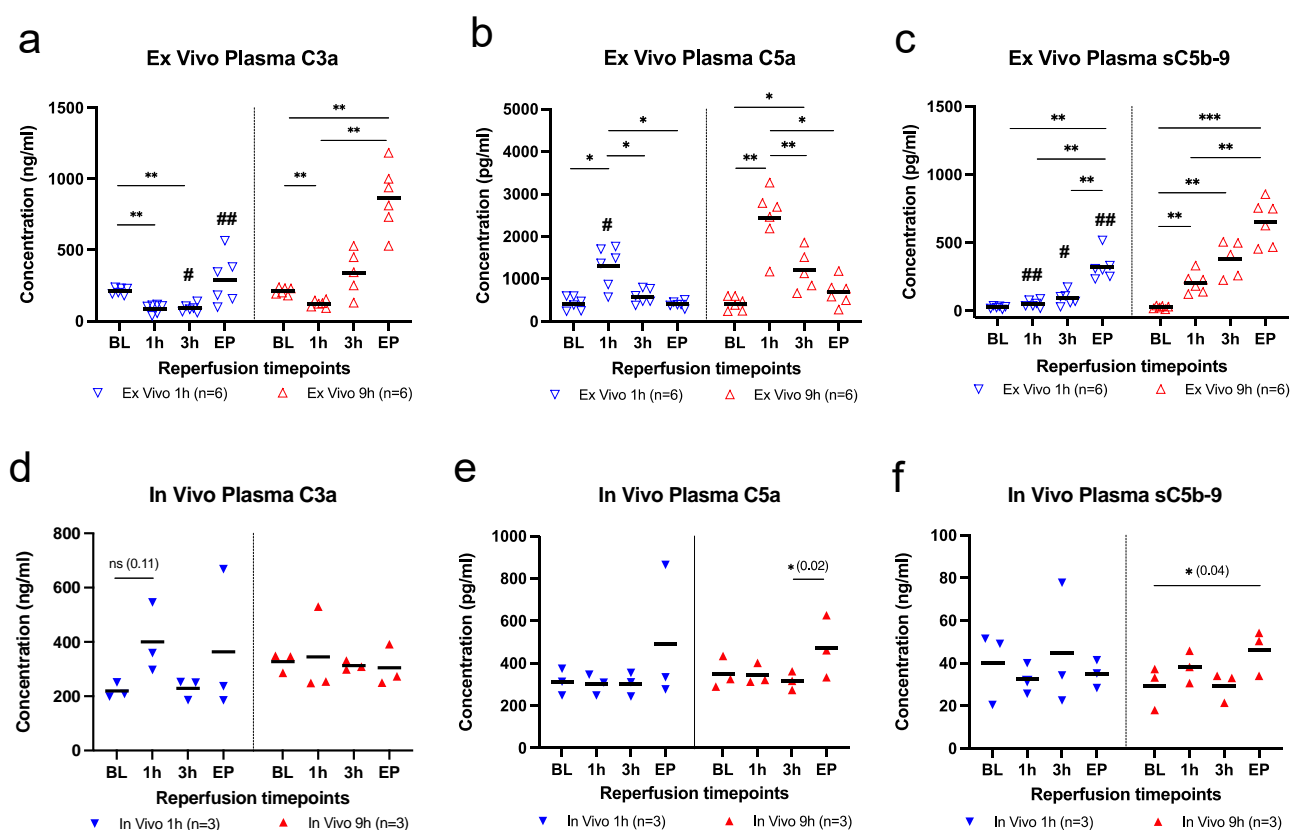 a
Ex Vivo Plasma C3a
Concentration (ng/ml)
1500
1000
500
0
**
**
#
##
**
**
**
BL 1h 3h EP BL 1h 3h EP
Reperfusion timepoints
Ex Vivo 1h (n=6) Ex Vivo 9h (n=6)
b
Ex Vivo Plasma C5a
Concentration (pg/ml)
5000
4000
3000
2000
1000
0
*
*
*
#
*
*
**
**
BL 1h 3h EP BL 1h 3h EP
Reperfusion timepoints
Ex Vivo 1h (n=6) Ex Vivo 9h (n=6)
c
Ex Vivo Plasma sC5b-9
Concentration (pg/ml)
1500
1000
500
0
**
**
**
##
#
##
***
**
**
**
BL 1h 3h EP BL 1h 3h EP
Reperfusion timepoints
Ex Vivo 1h (n=6) Ex Vivo 9h (n=6)
d
In Vivo Plasma C3a
Concentration (ng/ml)
800
600
400
200
0
ns (0.11)
BL 1h 3h EP BL 1h 3h EP
Reperfusion timepoints
In Vivo 1h (n=3) In Vivo 9h (n=3)
e
In Vivo Plasma C5a
Concentration (pg/ml)
1000
800
600
400
200
0
* (0.02)
BL 1h 3h EP BL 1h 3h EP
Reperfusion timepoints
In Vivo 1h (n=3) In Vivo 9h (n=3)
f
In Vivo Plasma sC5b-9
Concentration (ng/ml)
100
80
60
40
20
0
* (0.04)
BL 1h 3h EP BL 1h 3h EP
Reperfusion timepoints
In Vivo 1h (n=3) In Vivo 9h (n=3)